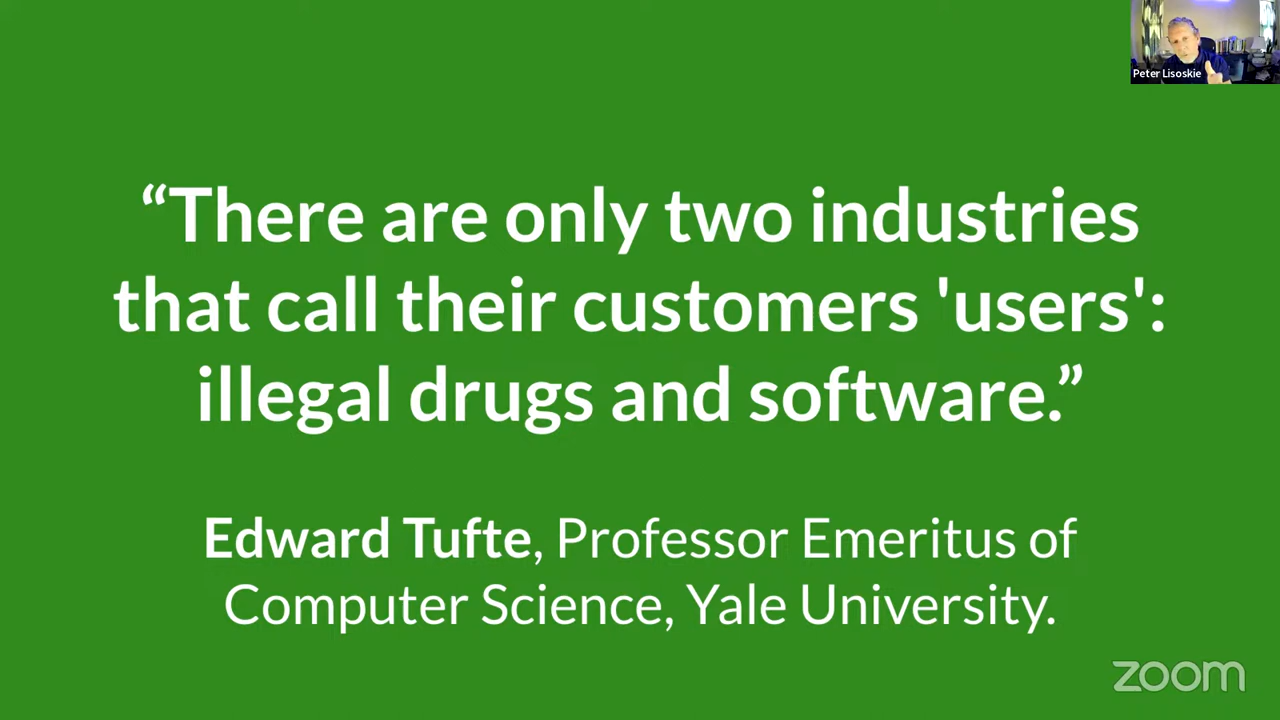 Peter Lisoskie
“There are only two industries
that call their customers 'users':
illegal drugs and software.”
Edward Tufte, Professor Emeritus of
Computer Science, Yale University.
zoom